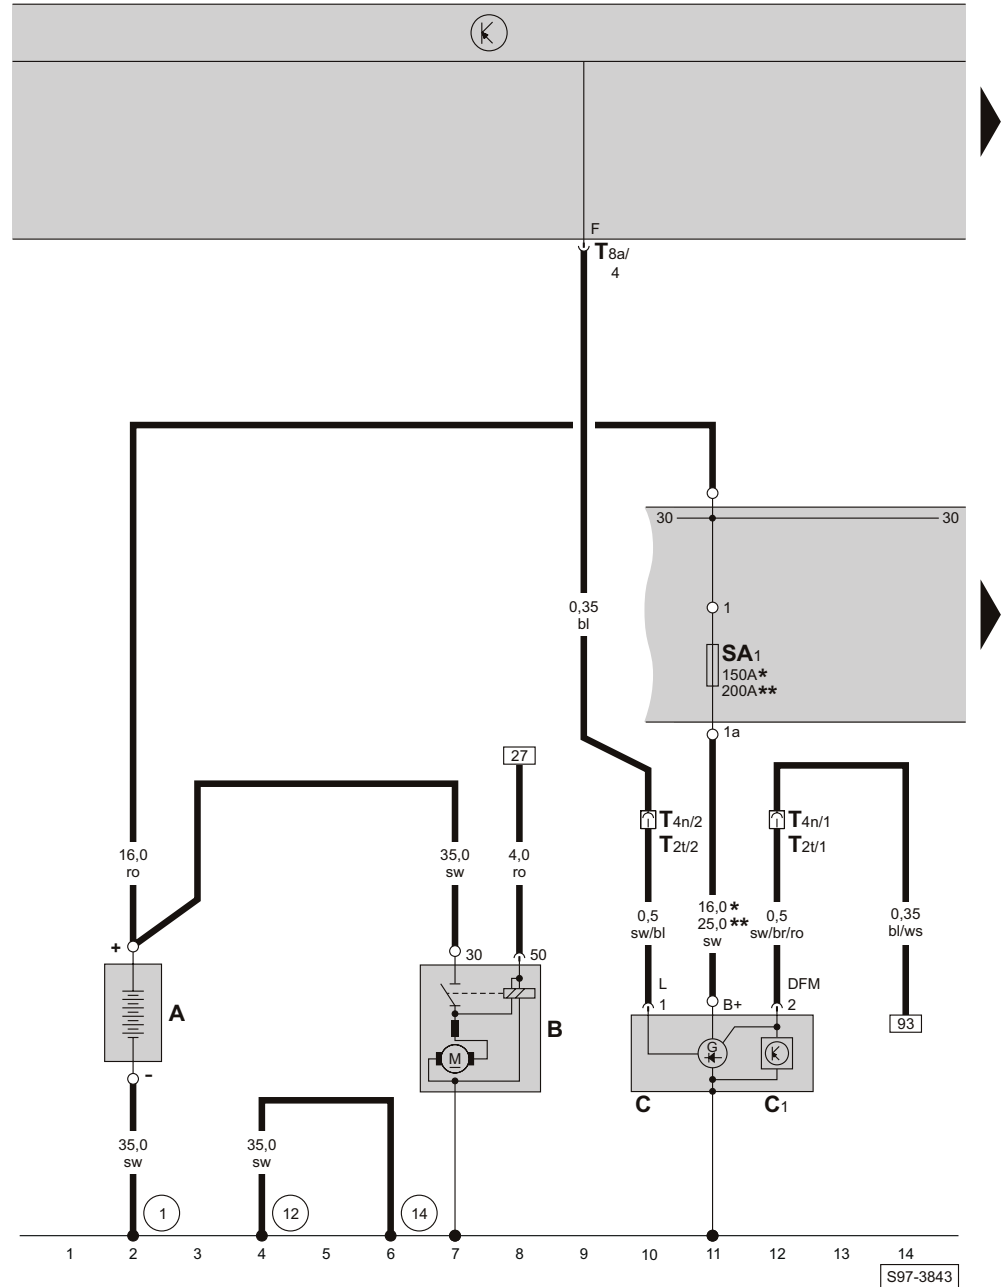 F
T8a/
4
30
30
0,35
bl
1
SA1
150A*
200A**
1a
27
T4n/2
T2t/2
T4n/1
T2t/1
16,0
ro
35,0
sw
4,0
ro
0,5
sw/bl
16,0 *
25,0 **
sw
0,5
sw/br/ro
0,35
bl/ws
+
30
50
L
1
B+
DFM
2
A
B
M
G
93
-
C
C1
35,0
sw
35,0
sw
1
12
14
1 2 3 4 5 6 7 8 9 10 11 12 13 14
S97-3843